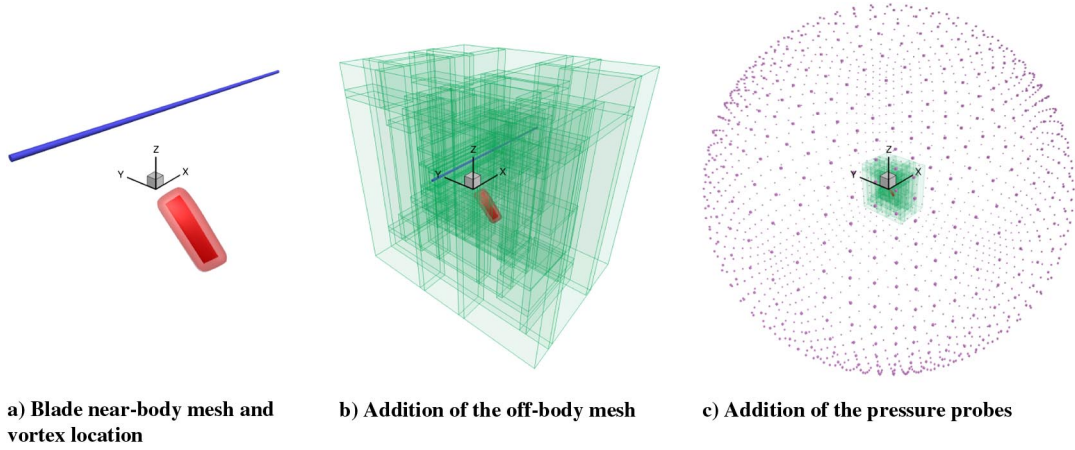 Z
Y
X
Z
Y
X
Z
Y
X
a) Blade near-body mesh and
vortex location
b) Addition of the off-body mesh
c) Addition of the pressure probes